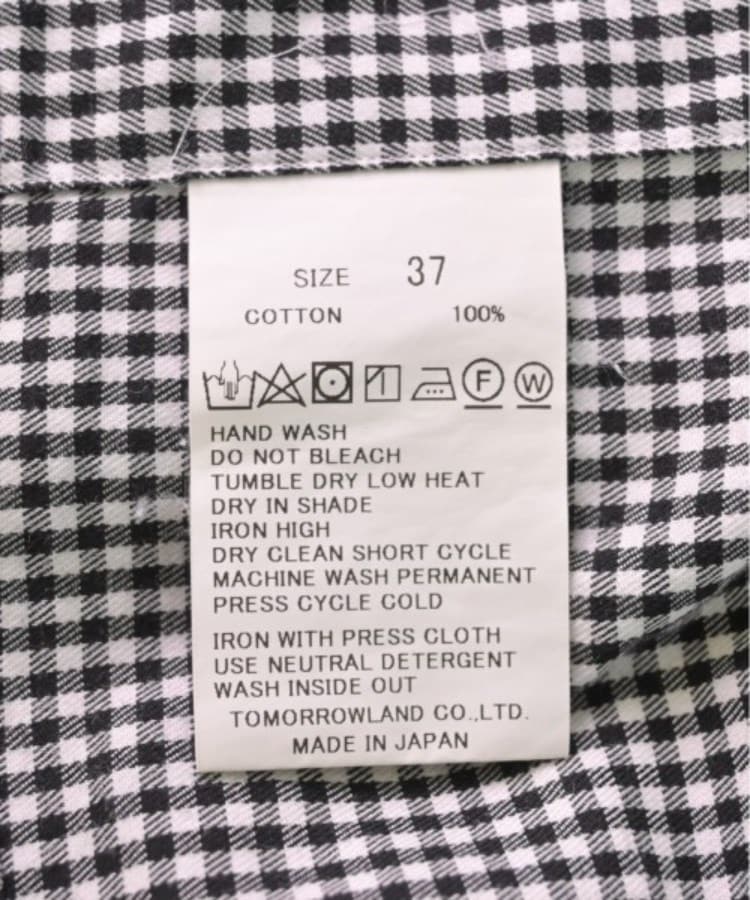 SIZE 37
COTTON 100%
F W
HAND WASH
DO NOT BLEACH
TUMBLE DRY LOW HEAT
DRY IN SHADE
IRON HIGH
DRY CLEAN SHORT CYCLE
MACHINE WASH PERMANENT
PRESS CYCLE COLD
IRON WITH PRESS CLOTH
USE NEUTRAL DETERGENT
WASH INSIDE OUT
TOMORROWLAND CO.,LTD.
MADE IN JAPAN